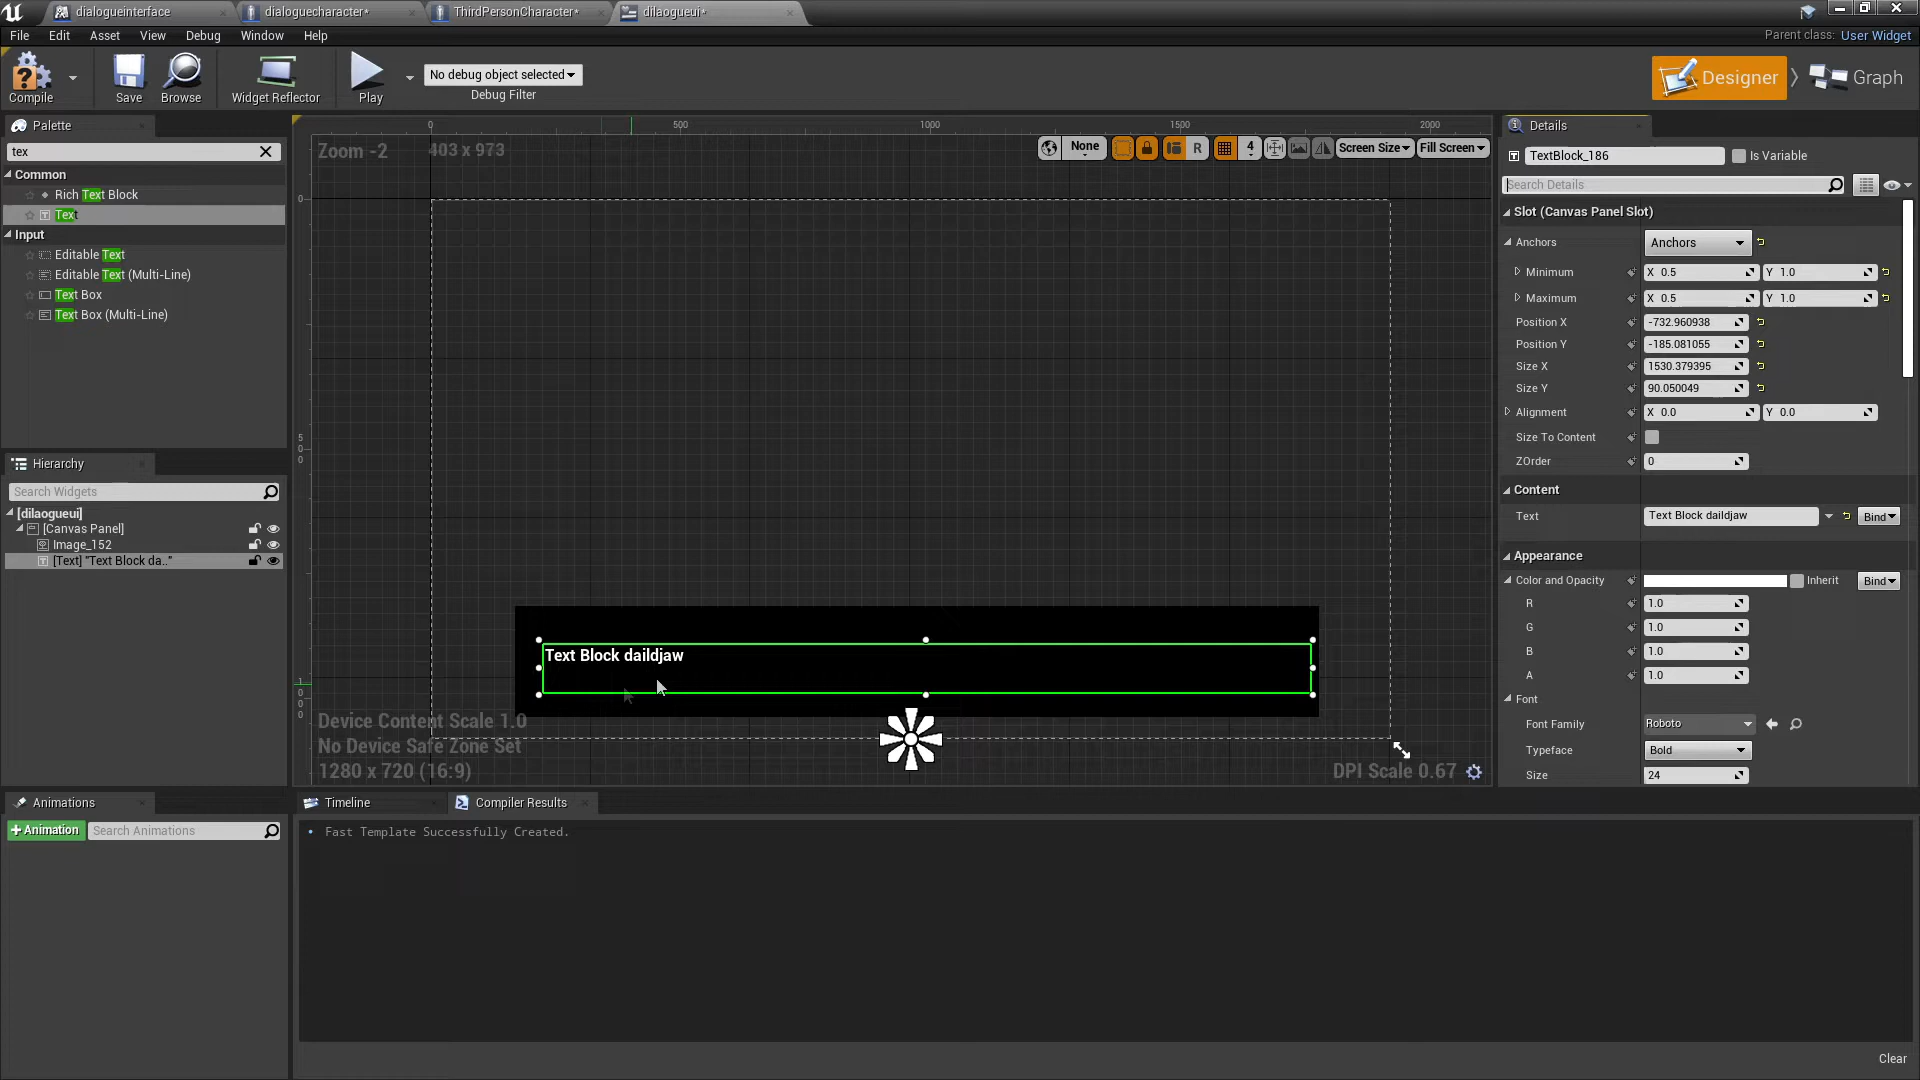 dialogueinterface
dialoguecharacter*
ThirdPersonCharacter*
dilaogueui*
File Edit Asset View Debug Window Help
Parent class: User Widget
Compile
Save
Browse
Widget Reflector
Play
No debug object selected
Debug Filter
Designer
Graph
Palette
tex
Common
Rich Text Block
Text
Input
Editable Text
Editable Text (Multi-Line)
Text Box
Text Box (Multi-Line)
Hierarchy
Search Widgets
[dilaogueui]
[Canvas Panel]
Image_152
[Text] "Text Block da.."
Animations
+ Animation
Search Animations
0 500 1000 1500 2000
Zoom -2
403 x 973
None
R
4
Screen Size
Fill Screen
0
5
0
0
1
0
0
0
Text Block daildjaw
Device Content Scale 1.0
No Device Safe Zone Set
1280 x 720 (16:9)
DPI Scale 0.67
Timeline
Compiler Results
• Fast Template Successfully Created.
Clear
Details
TextBlock_186
Is Variable
Search Details
Slot (Canvas Panel Slot)
Anchors
Anchors
Minimum X 0.5 Y 1.0
Maximum X 0.5 Y 1.0
Position X -732.960938
Position Y -185.081055
Size X 1530.379395
Size Y 90.050049
Alignment X 0.0 Y 0.0
Size To Content
ZOrder 0
Content
Text Text Block daildjaw Bind
Appearance
Color and Opacity Inherit Bind
R 1.0
G 1.0
B 1.0
A 1.0
Font
Font Family Roboto
Typeface Bold
Size 24